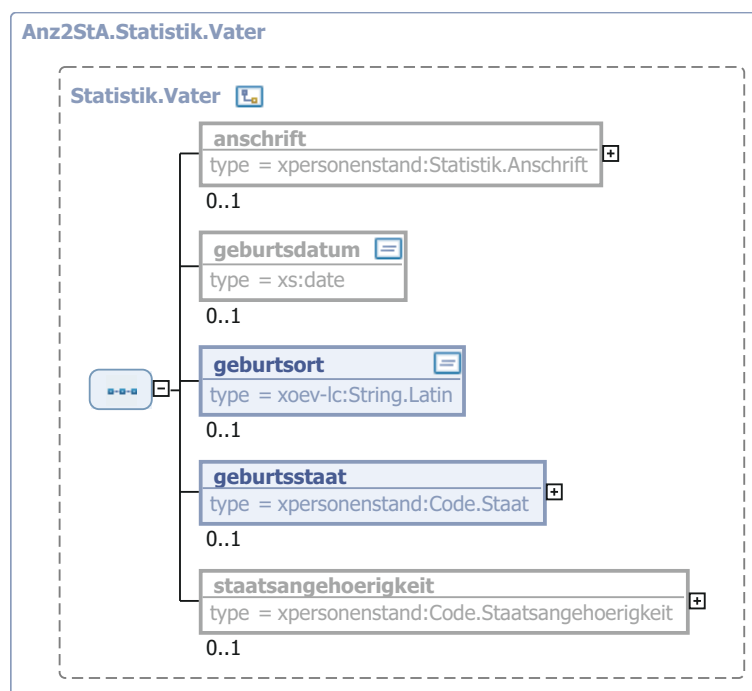 Anz2StA.Statistik.Vater
Statistik.Vater
anschrift
type = xpersonenstand:Statistik.Anschrift
0..1
geburtsdatum
type = xs:date
0..1
geburtsort
type = xoev-lc:String.Latin
0..1
geburtsstaat
type = xpersonenstand:Code.Staat
0..1
staatsangehoerigkeit
type = xpersonenstand:Code.Staatsangehoerigkeit
0..1